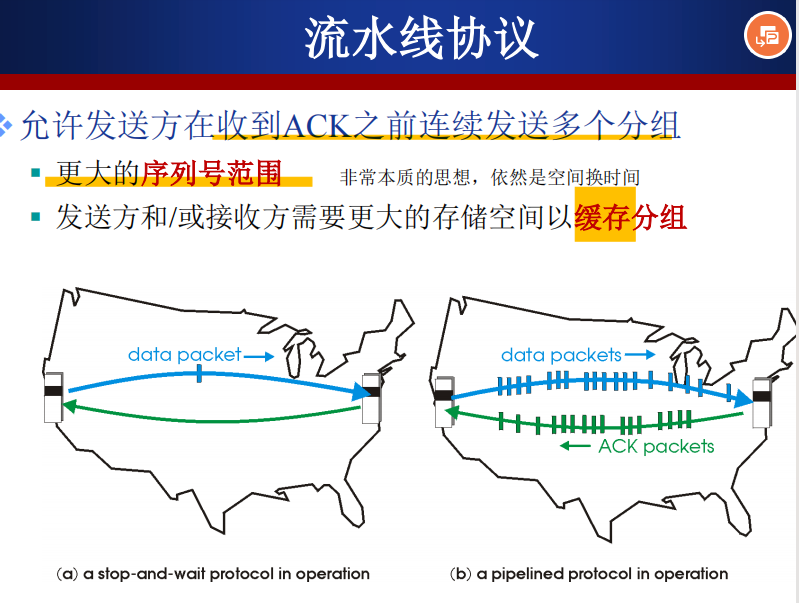 流水线协议
允许发送方在收到ACK之前连续发送多个分组
更大的序列号范围 非常本质的思想，依然是空间换时间
发送方和/或接收方需要更大的存储空间以缓存分组
data packet
data packets
ACK packets
(a) a stop-and-wait protocol in operation
(b) a pipelined protocol in operation